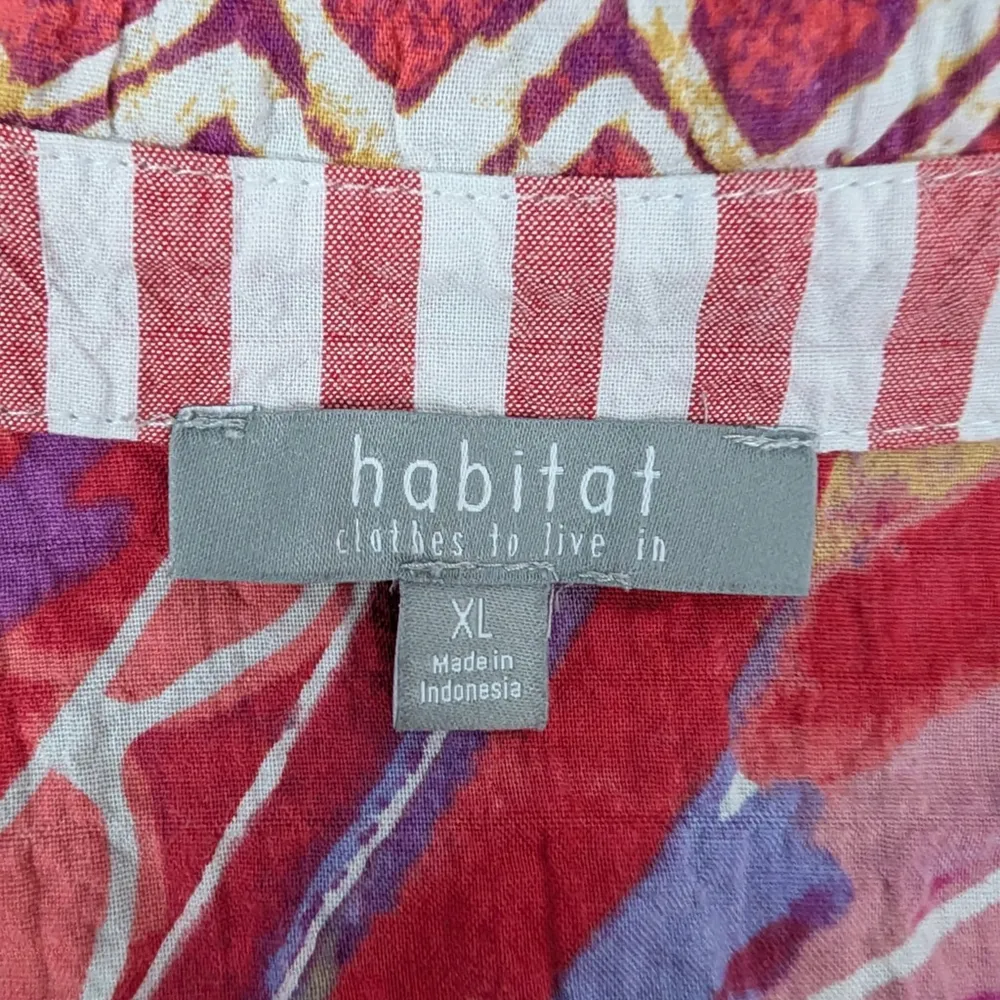 habitat
clothes to live in
XL
Made in
Indonesia